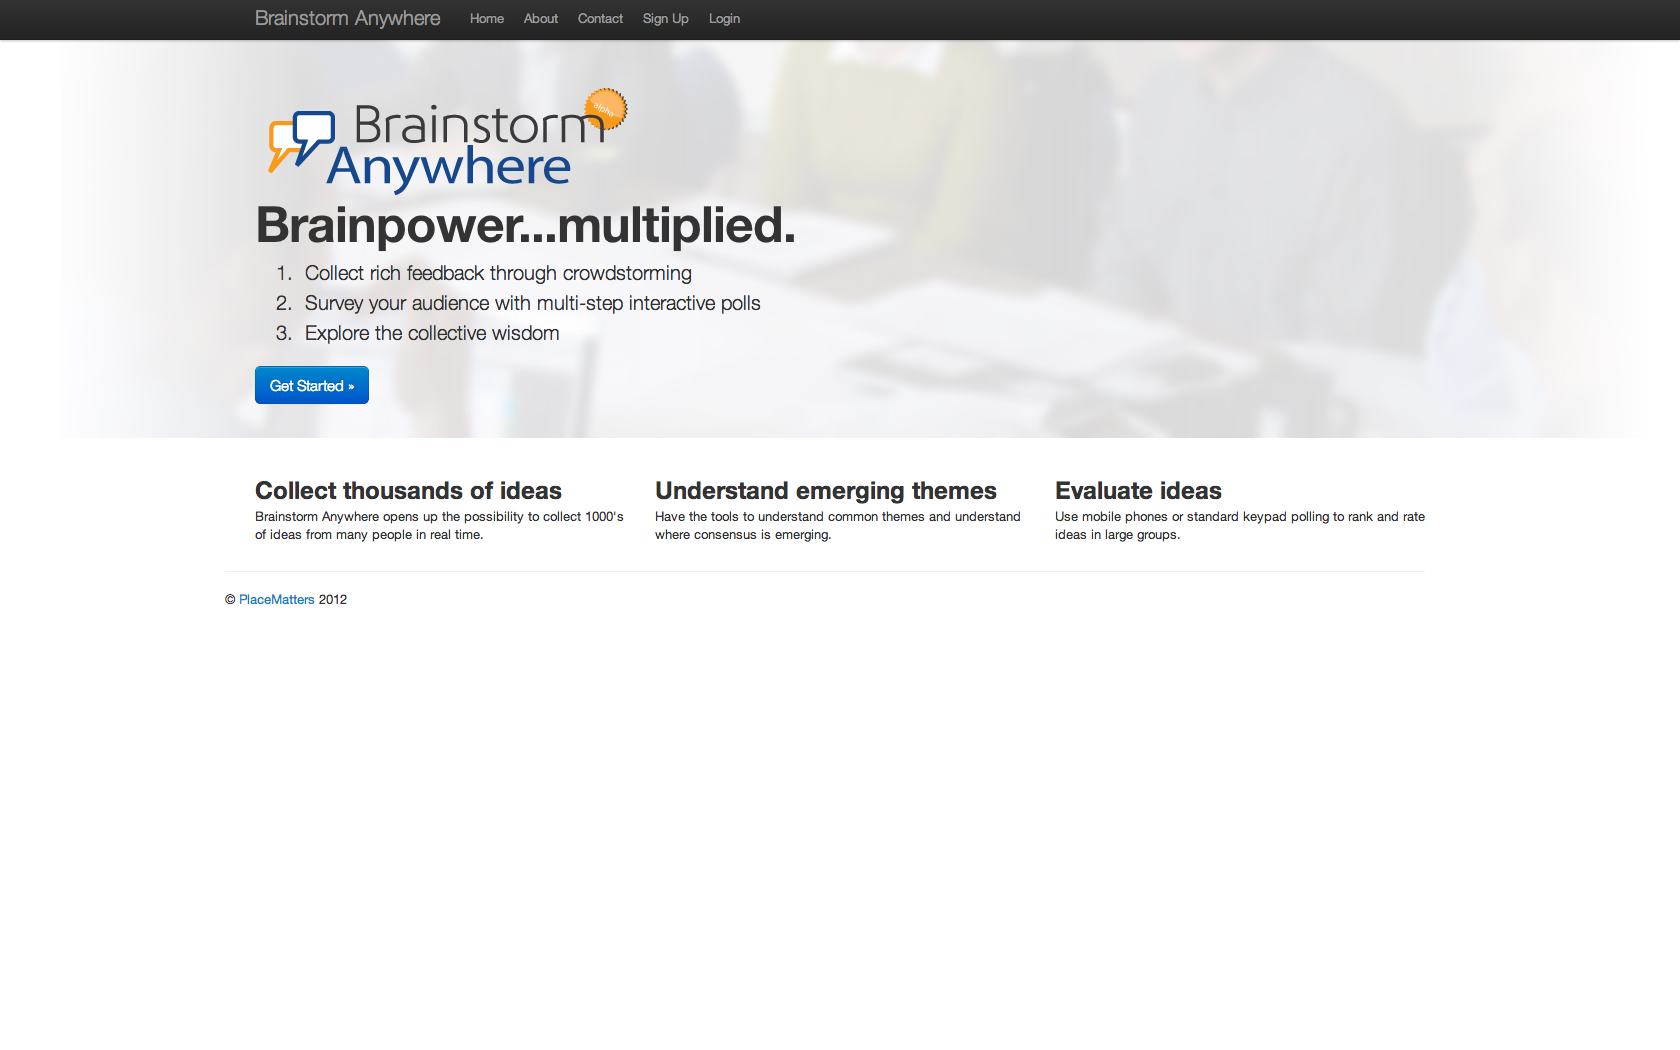 Brainstorm Anywhere Home About Contact Sign Up Login
alpha
Brainstorm
Anywhere
Brainpower...multiplied.
1. Collect rich feedback through crowdstorming
2. Survey your audience with multi-step interactive polls
3. Explore the collective wisdom
Get Started »
Collect thousands of ideas
Brainstorm Anywhere opens up the possibility to collect 1000's
of ideas from many people in real time.
Understand emerging themes
Have the tools to understand common themes and understand
where consensus is emerging.
Evaluate ideas
Use mobile phones or standard keypad polling to rank and rate
ideas in large groups.
© PlaceMatters 2012